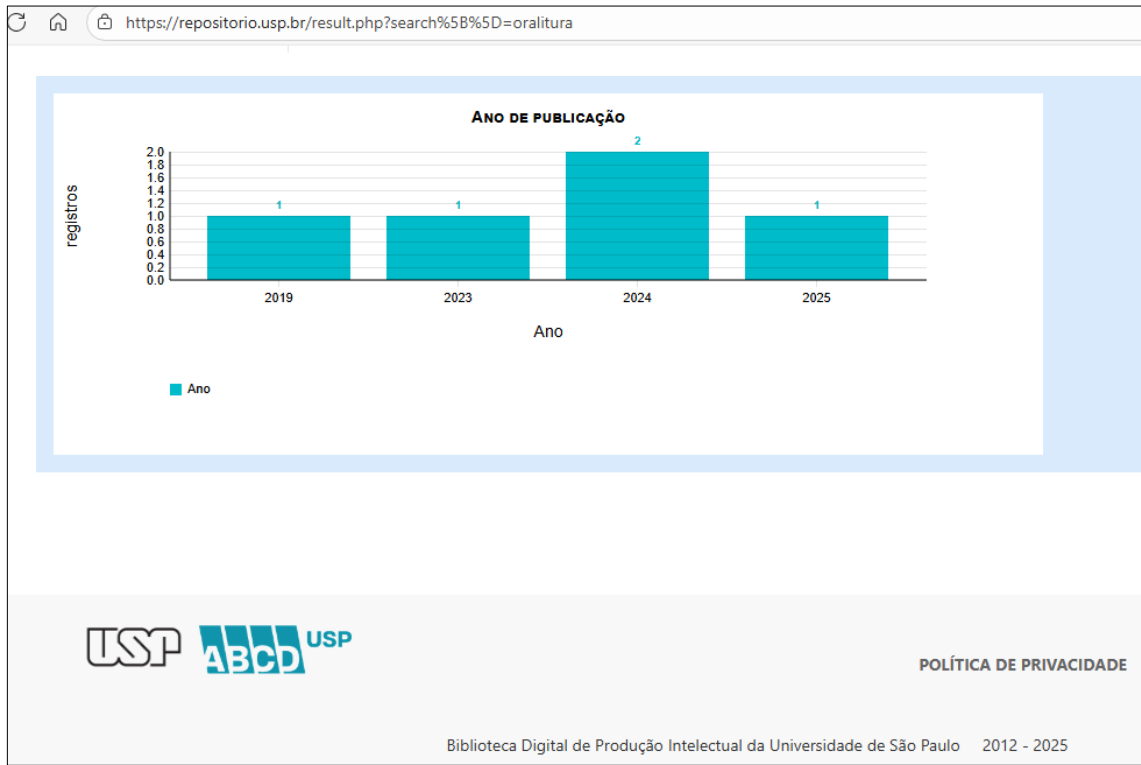 https://repositorio.usp.br/result.php?search%5B%5D=oralitura
Ano de publicação
2
2.0
1.8
1.6
1.4
1.2
1.0
0.8
0.6
0.4
0.2
0.0
registros
1
1
1
2019 2023 2024 2025
Ano
Ano
USP ABCD USP
POLÍTICA DE PRIVACIDADE
Biblioteca Digital de Produção Intelectual da Universidade de São Paulo 2012 - 2025